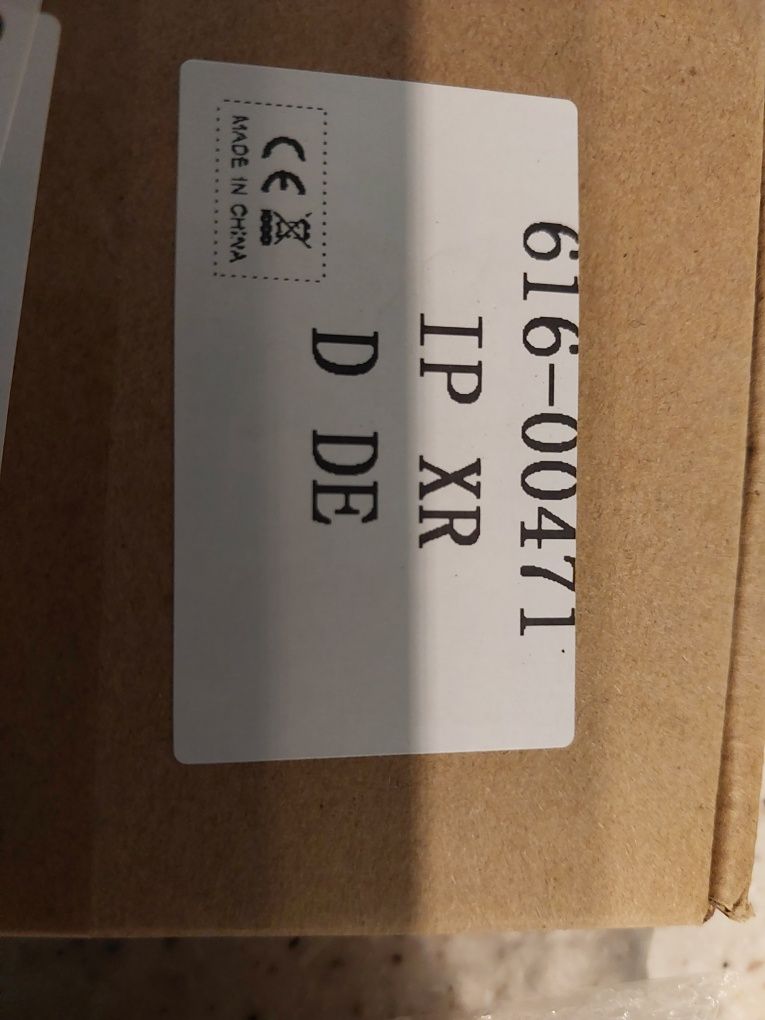 616-00471
IP XR
D DE
CE
MADE IN CHINA